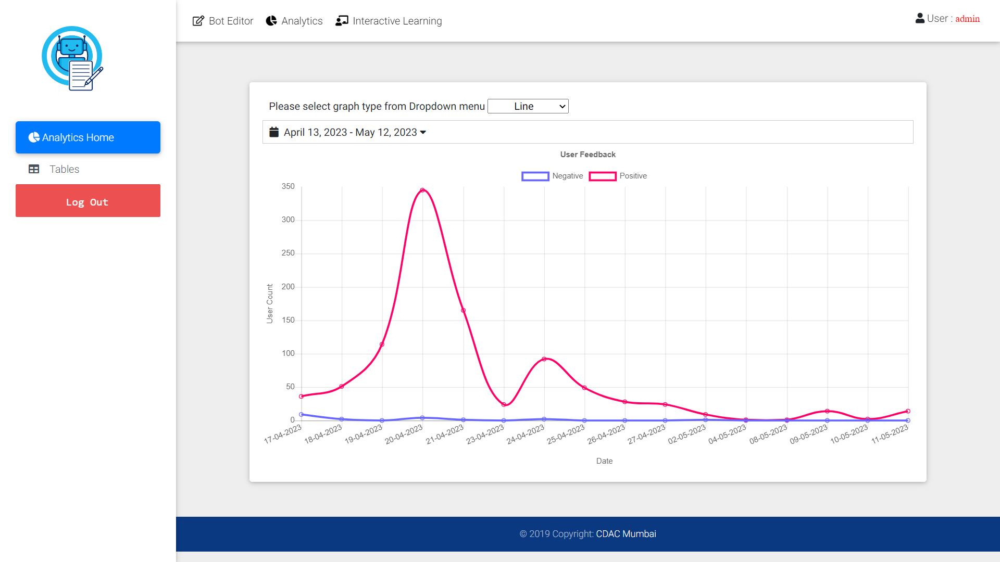 Bot Editor Analytics Interactive Learning
User : admin
Analytics Home
Tables
Log Out
Please select graph type from Dropdown menu Line
April 13, 2023 - May 12, 2023
User Feedback
Negative Positive
User Count
350
300
250
200
150
100
50
0
17-04-2023 18-04-2023 19-04-2023 20-04-2023 21-04-2023 23-04-2023 24-04-2023 25-04-2023 26-04-2023 27-04-2023 02-05-2023 04-05-2023 08-05-2023 09-05-2023 10-05-2023 11-05-2023
Date
© 2019 Copyright: CDAC Mumbai